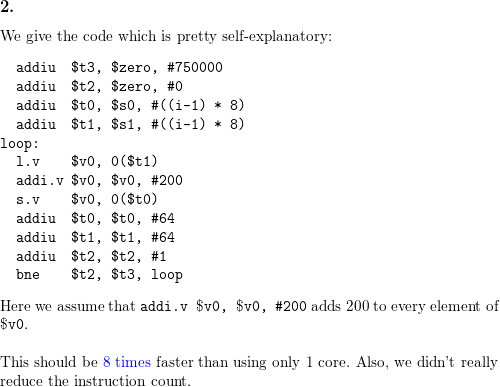 2.
We give the code which is pretty self-explanatory:
addiu $t3, $zero, #750000
addiu $t2, $zero, #0
addiu $t0, $s0, #((i-1) * 8)
addiu $t1, $s1, #((i-1) * 8)
loop:
l.v $v0, 0($t1)
addi.v $v0, $v0, #200
s.v $v0, 0($t0)
addiu $t0, $t0, #64
addiu $t1, $t1, #64
addiu $t2, $t2, #1
bne $t2, $t3, loop
Here we assume that addi.v $v0, $v0, #200 adds 200 to every element of
$v0.
This should be 8 times faster than using only 1 core. Also, we didn't really
reduce the instruction count.